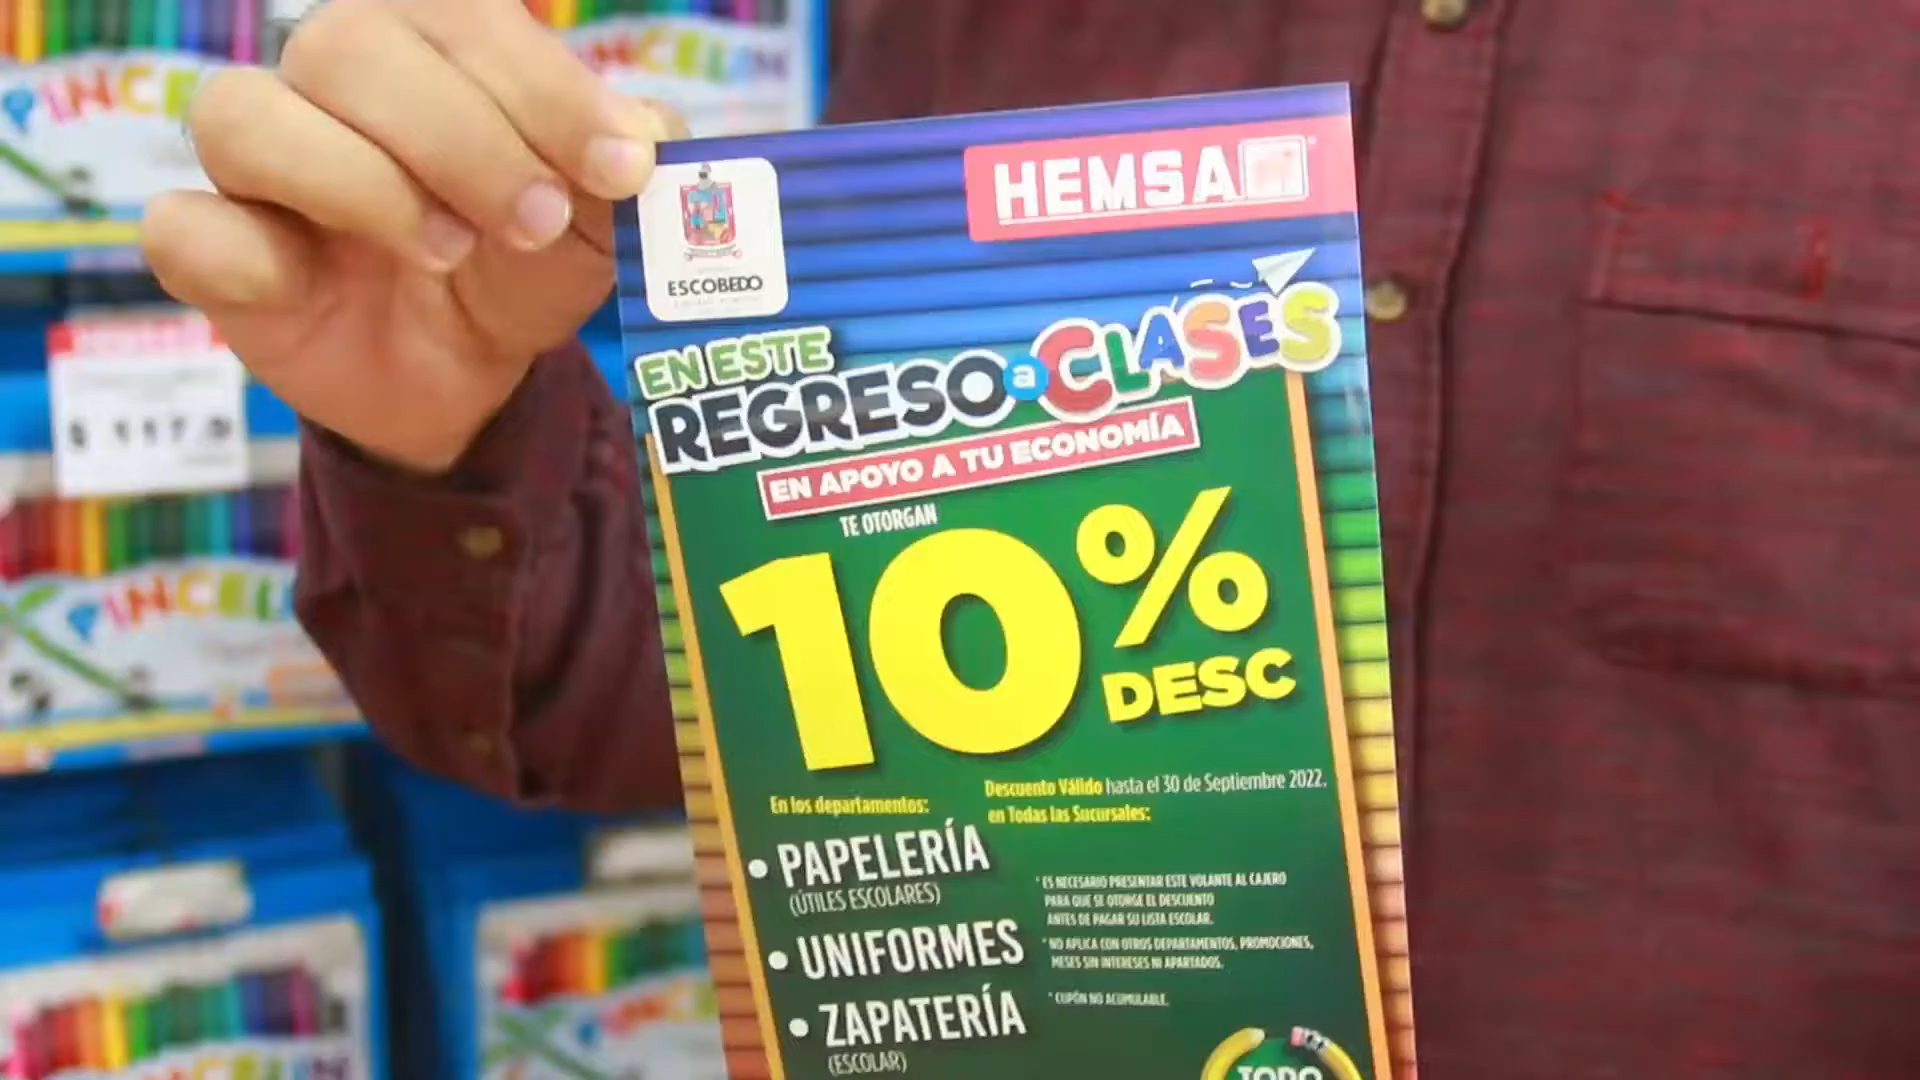 HEMSA
ESCOBEDO
EN ESTE
REGRESO a CLASES
EN APOYO A TU ECONOMÍA
TE OTORGAN
10%
DESC
Descuento Válido hasta el 30 de Septiembre 2022.
en Todas las Sucursales:
En los departamentos:
• PAPELERÍA
(ÚTILES ESCOLARES)
• UNIFORMES
• ZAPATERÍA
(ESCOLAR)
* ES NECESARIO PRESENTAR ESTE VOLANTE AL CAJERO
PARA QUE SE OTORGE EL DESCUENTO
ANTES DE PAGAR SU LISTA ESCOLAR.
* NO APLICA CON OTROS DEPARTAMENTOS, PROMOCIONES,
MESES SIN INTERESES NI APARTADOS.
* CUPÓN NO ACUMULABLE.
TODO
PINCELIN
$ 117